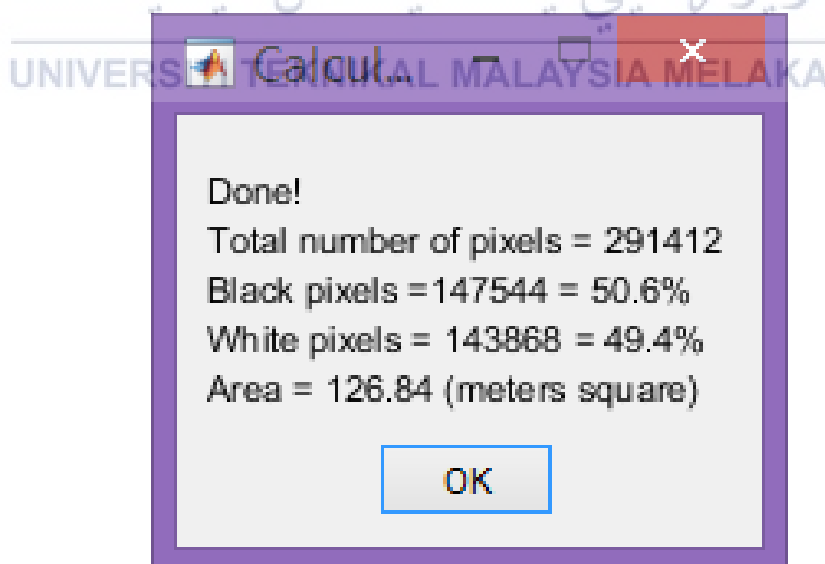 UNIVERSITI TEKNIKAL MALAYSIA MELAKA
Calcul...
Done!
Total number of pixels = 291412
Black pixels =147544 = 50.6%
White pixels = 143868 = 49.4%
Area = 126.84 (meters square)
OK